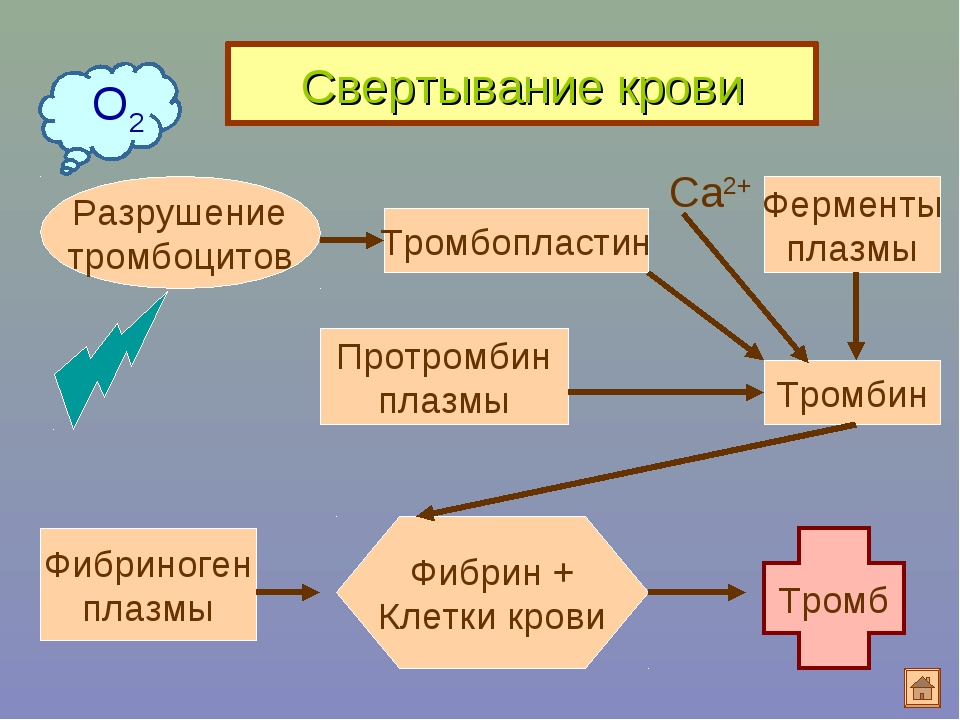 Свертывание крови
O2
Ca2+
Разрушение
тромбоцитов
Тромбопластин
Ферменты
плазмы
Протромбин
плазмы
Тромбин
Фибриноген
плазмы
Фибрин +
Клетки крови
Тромб